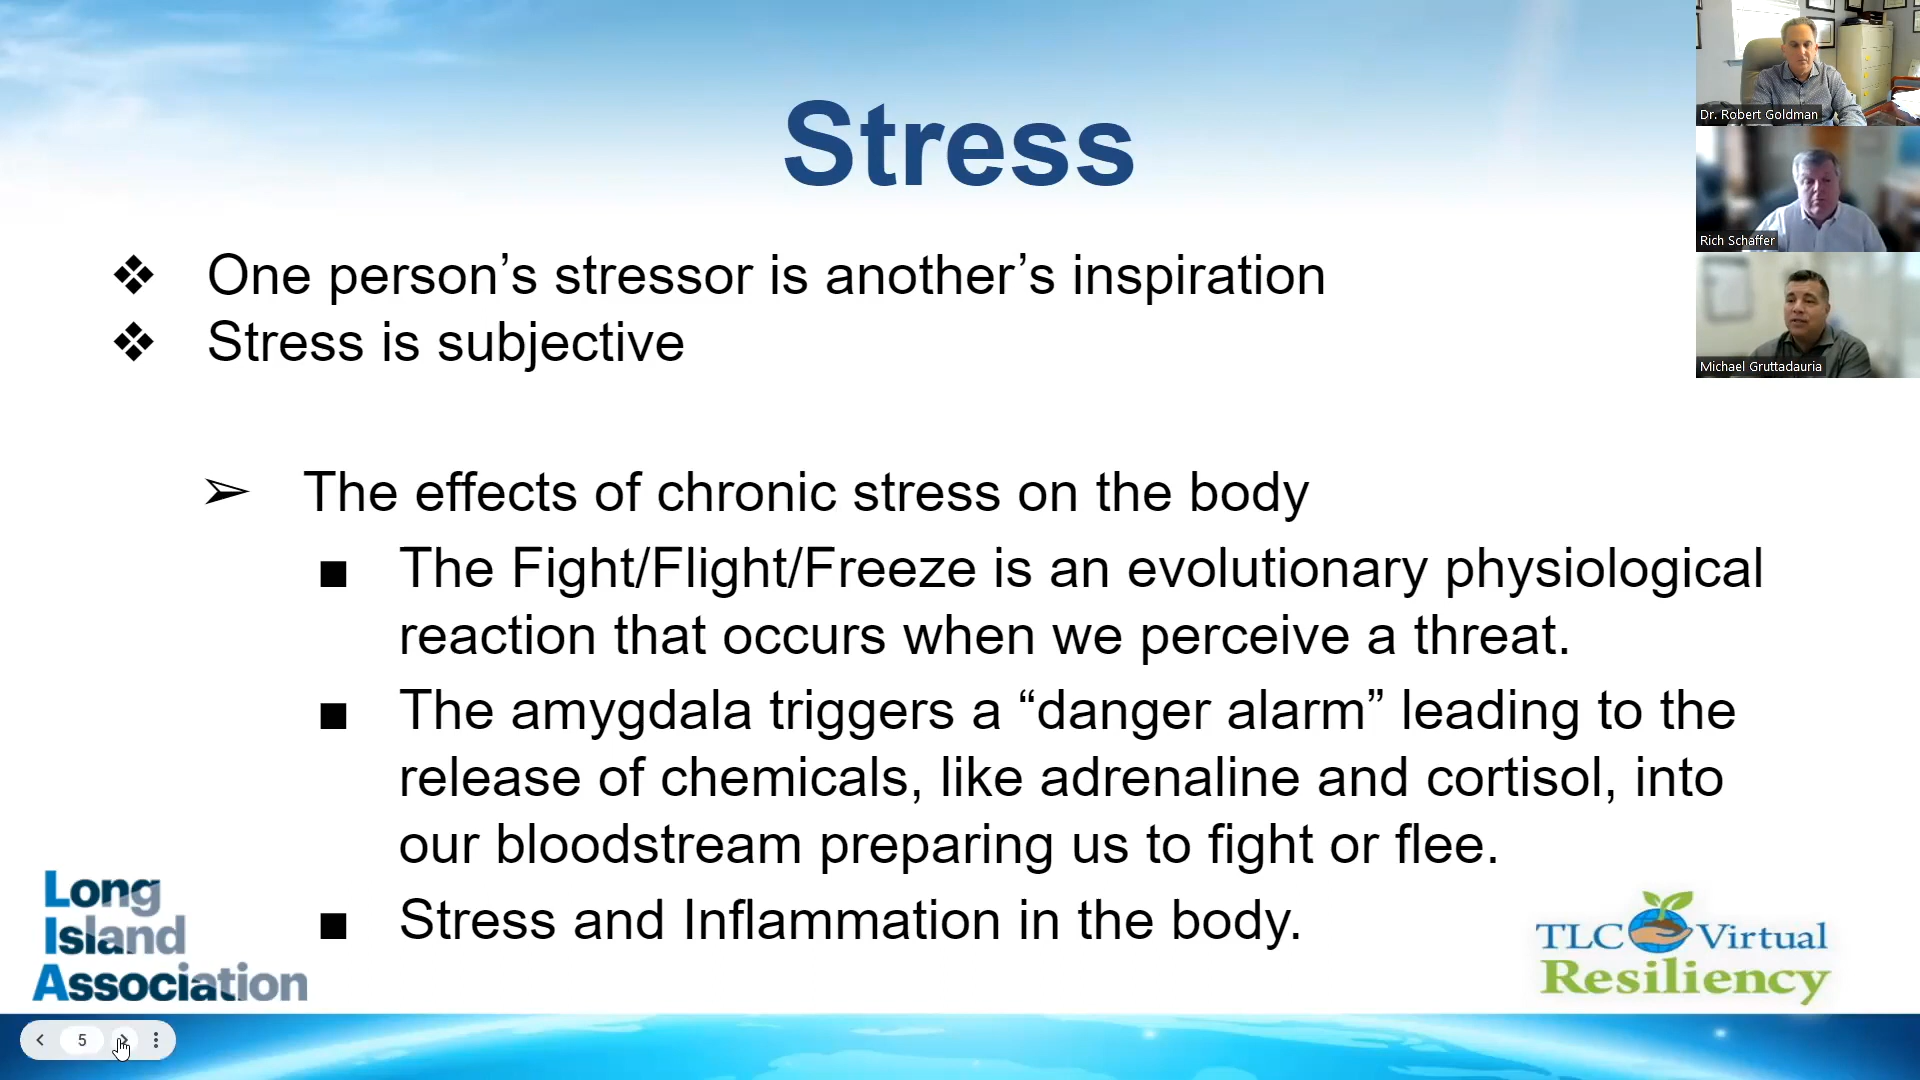 Stress
❖ One person’s stressor is another’s inspiration
❖ Stress is subjective
➢ The effects of chronic stress on the body
■ The Fight/Flight/Freeze is an evolutionary physiological
reaction that occurs when we perceive a threat.
■ The amygdala triggers a “danger alarm” leading to the
release of chemicals, like adrenaline and cortisol, into
our bloodstream preparing us to fight or flee.
■ Stress and Inflammation in the body.
Dr. Robert Goldman
Rich Schaffer
Michael Gruttadauria
Long
Island
Association
TLC Virtual
Resiliency
5